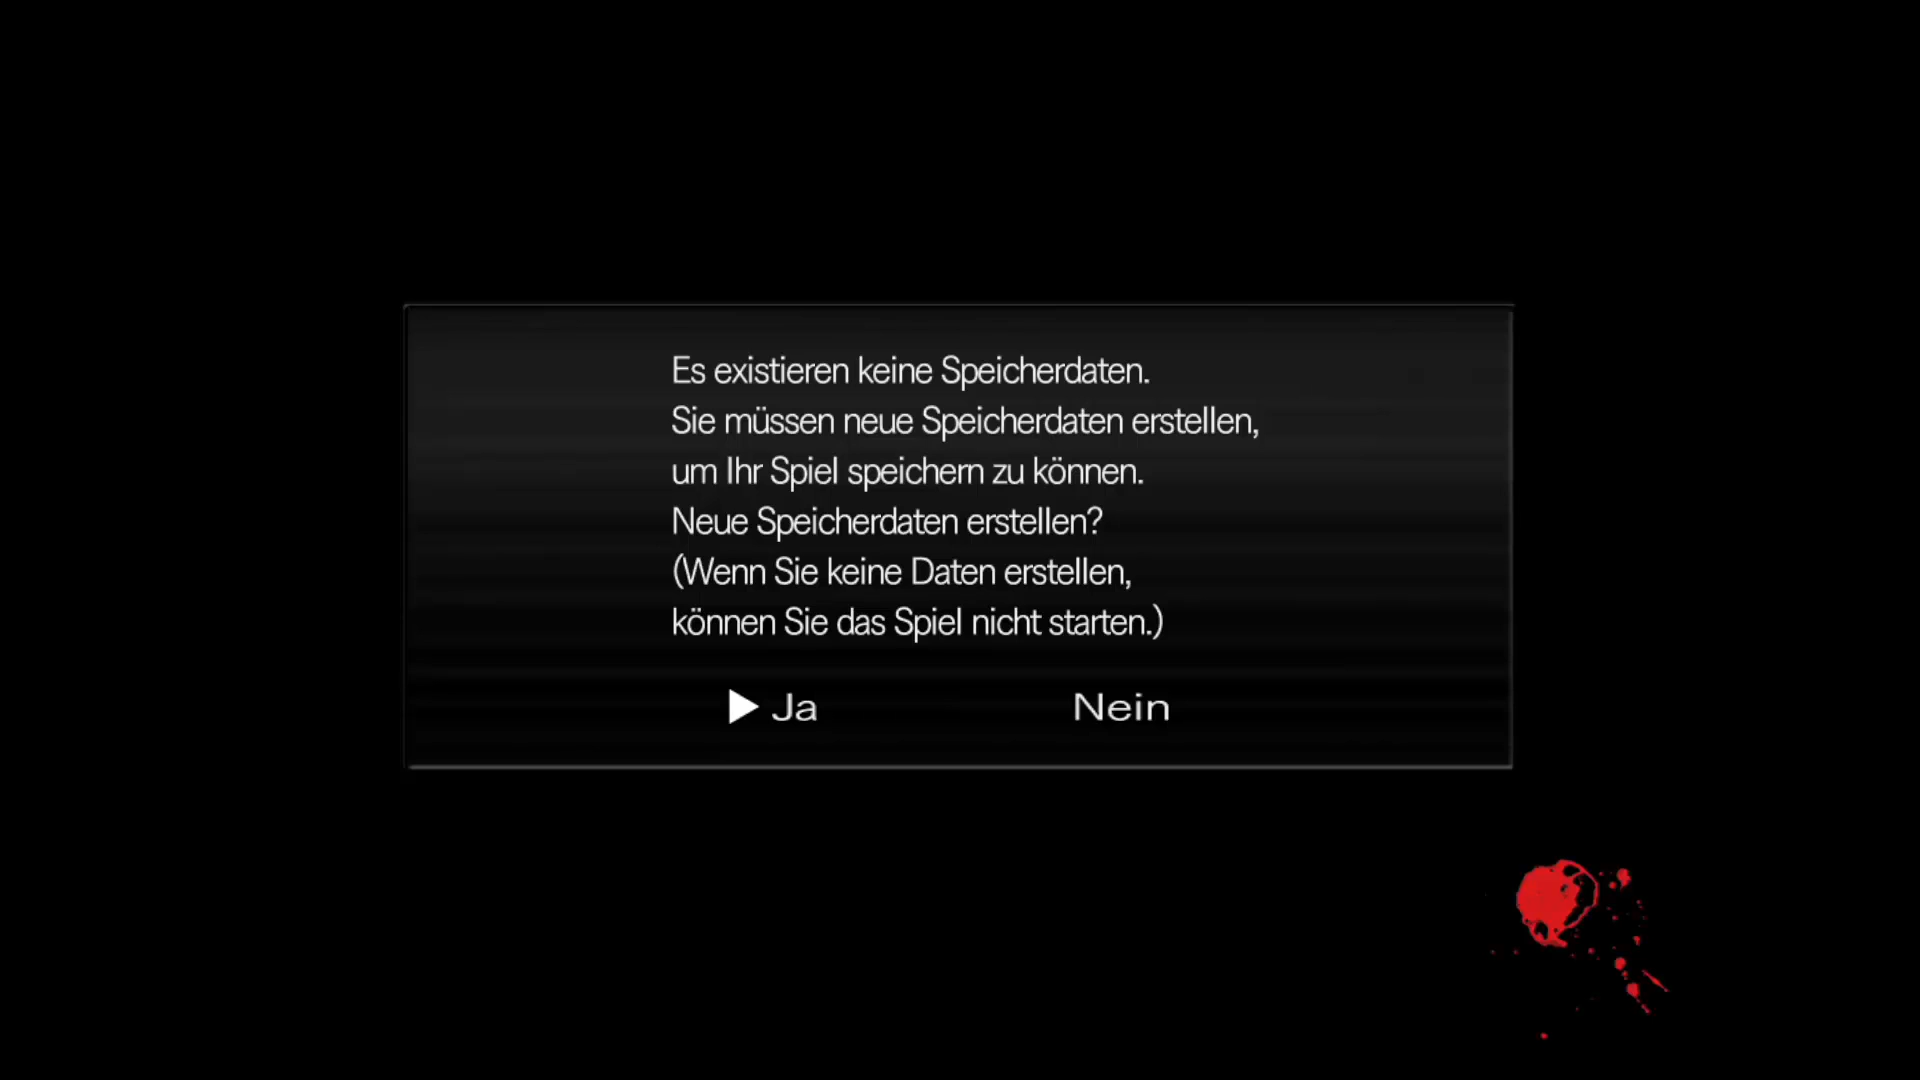 Es existieren keine Speicherdaten.
Sie müssen neue Speicherdaten erstellen,
um Ihr Spiel speichern zu können.
Neue Speicherdaten erstellen?
(Wenn Sie keine Daten erstellen,
können Sie das Spiel nicht starten.)
Ja Nein